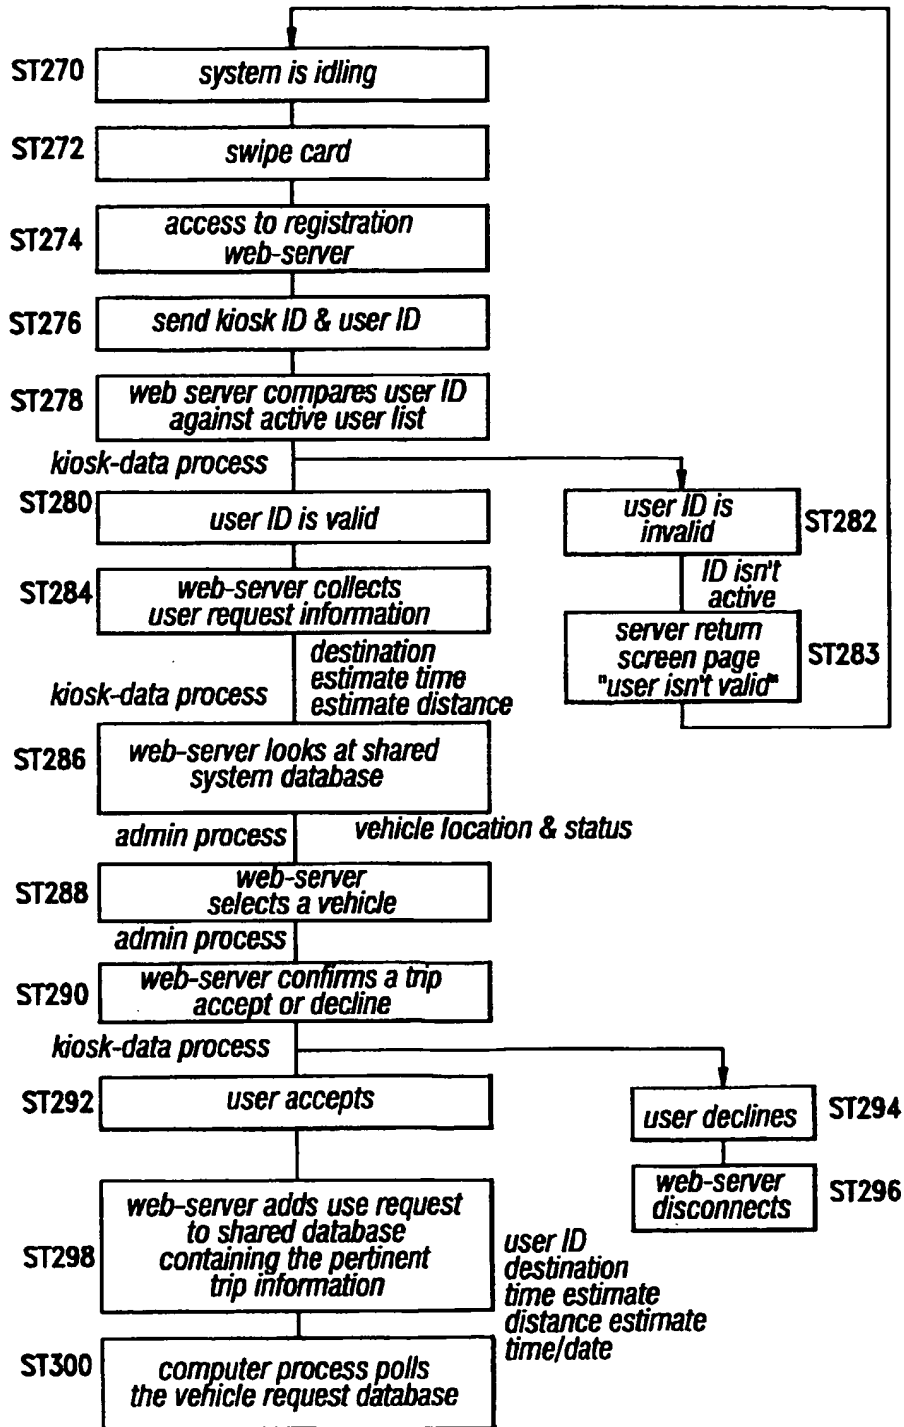 ST270
system is idling
ST272
swipe card
ST274
access to registration
web-server
ST276
send kiosk ID & user ID
ST278
web server compares user ID
against active user list
kiosk-data process
ST280
user ID is valid
user ID is
invalid
ST282
ID isn't
active
ST284
web-server collects
user request information
server return
screen page
"user isn't valid"
ST283
destination
estimate time
estimate distance
kiosk-data process
ST286
web-server looks at shared
system database
admin process
vehicle location & status
ST288
web-server
selects a vehicle
admin process
ST290
web-server confirms a trip
accept or decline
kiosk-data process
ST292
user accepts
user declines
ST294
web-server
disconnects
ST296
ST298
web-server adds use request
to shared database
containing the pertinent
trip information
user ID
destination
time estimate
distance estimate
time/date
ST300
computer process polls
the vehicle request database